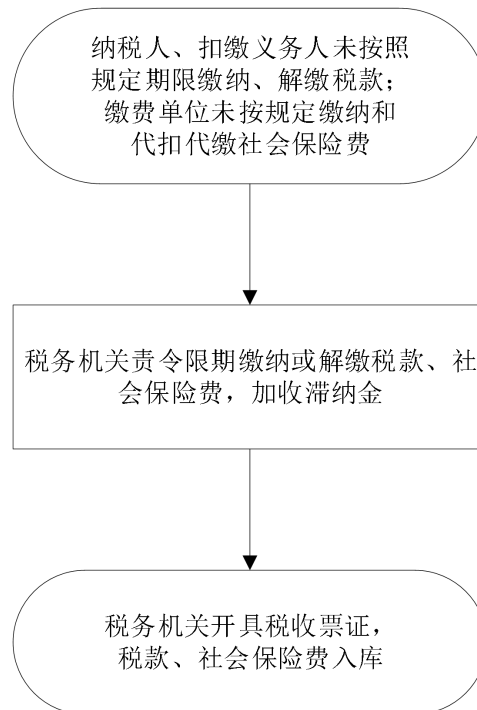 纳税人、扣缴义务人未按照
规定期限缴纳、解缴税款；
缴费单位未按规定缴纳和
代扣代缴社会保险费
税务机关责令限期缴纳或解缴税款、社
会保险费，加收滞纳金
税务机关开具税收票证，
税款、社会保险费入库